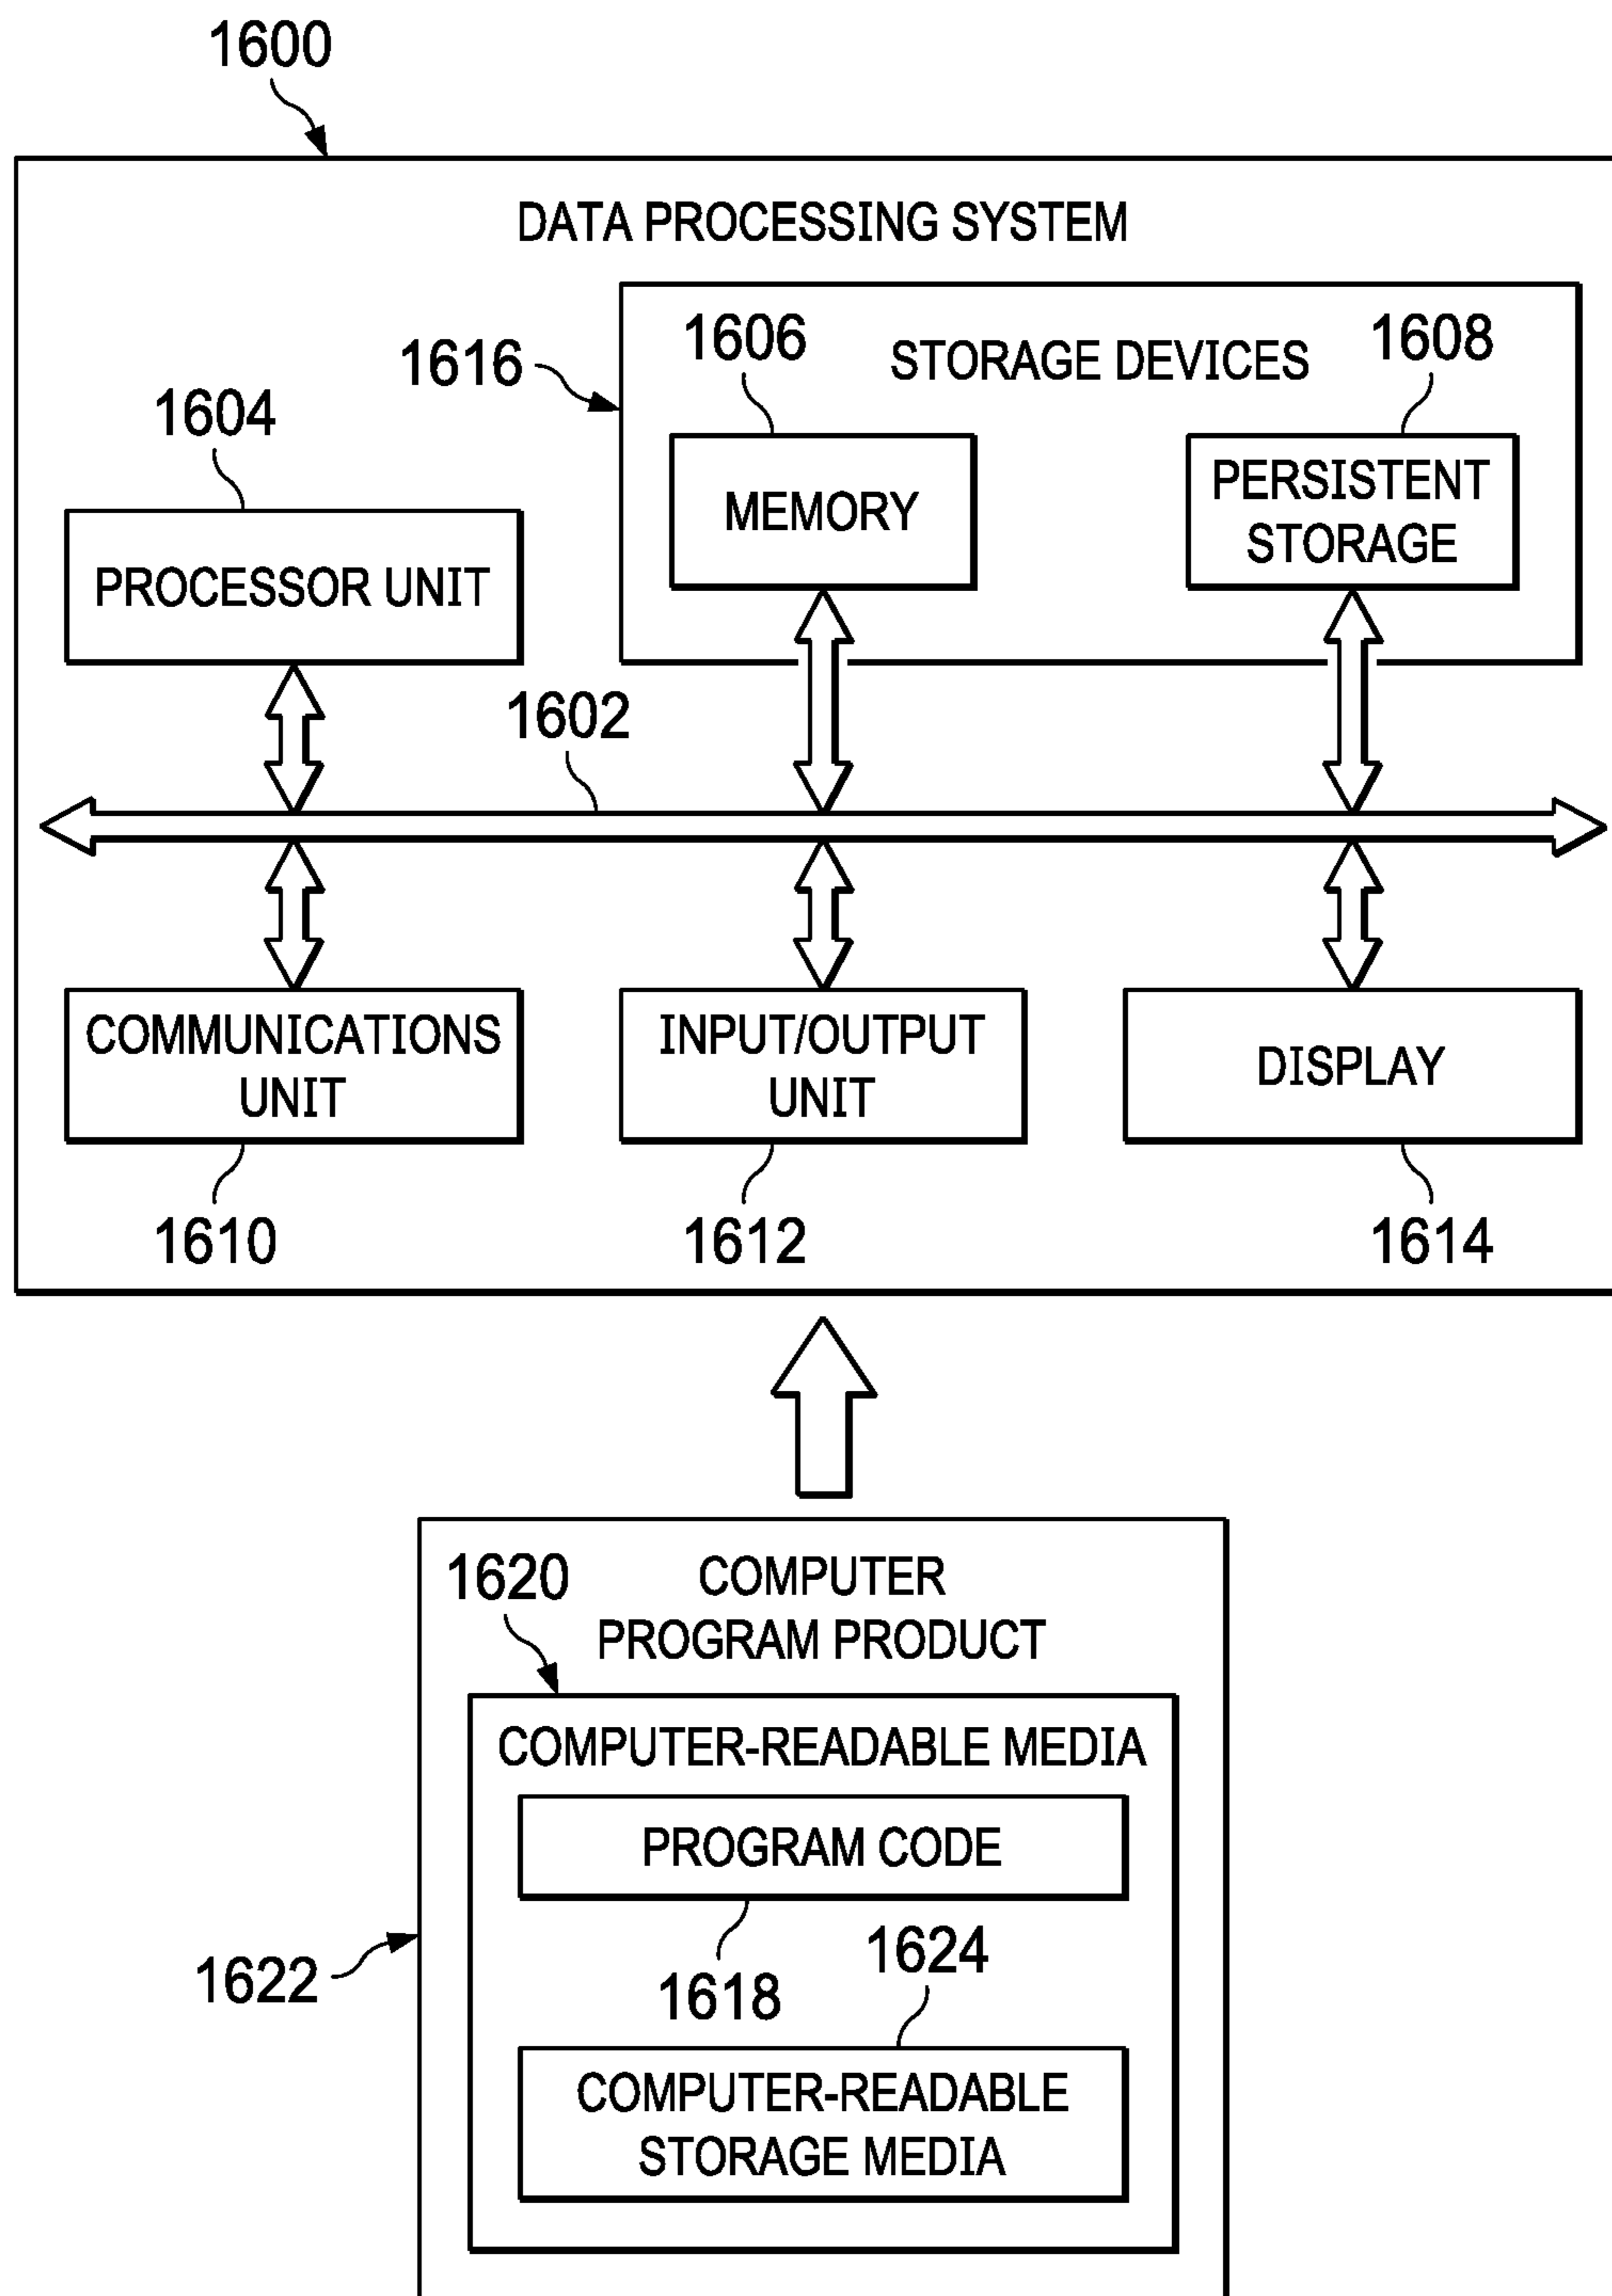 1600
DATA PROCESSING SYSTEM
1616
1606
STORAGE DEVICES
1608
1604
MEMORY
PERSISTENT
STORAGE
PROCESSOR UNIT
1602
COMMUNICATIONS
UNIT
INPUT/OUTPUT
UNIT
DISPLAY
1610
1612
1614
1620
COMPUTER
PROGRAM PRODUCT
COMPUTER-READABLE MEDIA
PROGRAM CODE
1622
1618
1624
COMPUTER-READABLE
STORAGE MEDIA